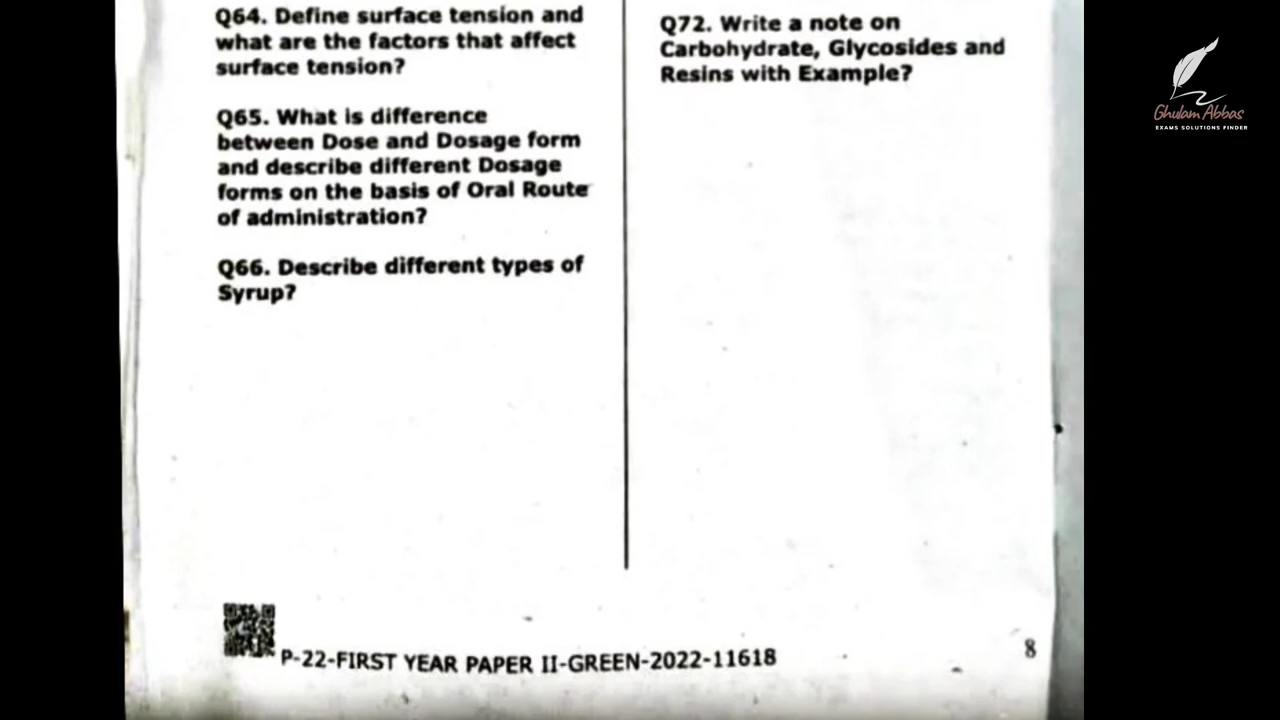 Q64. Define surface tension and
what are the factors that affect
surface tension?
Q65. What is difference
between Dose and Dosage form
and describe different Dosage
forms on the basis of Oral Route
of administration?
Q66. Describe different types of
Syrup?
Q72. Write a note on
Carbohydrate, Glycosides and
Resins with Example?
Ghulam Abbas
EXAMS SOLUTIONS FINDER
P-22-FIRST YEAR PAPER II-GREEN-2022-11618
8